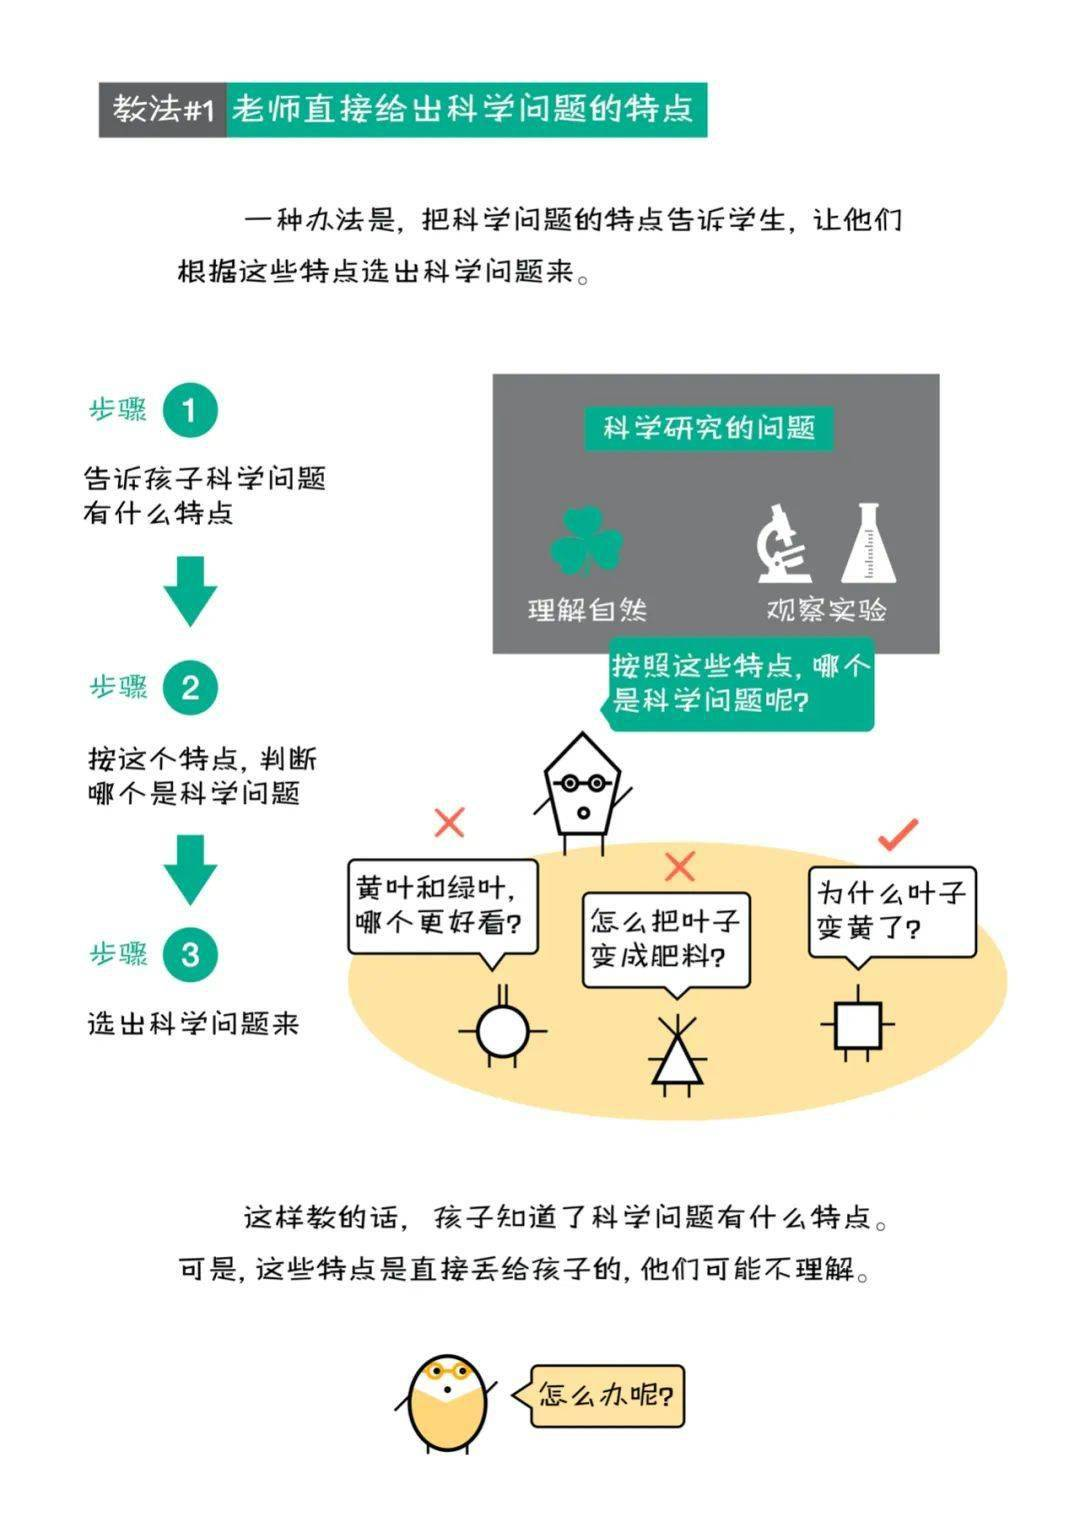 教法#1 老师直接给出科学问题的特点
一种办法是，把科学问题的特点告诉学生，让他们
根据这些特点选出科学问题来。
步骤 1
告诉孩子科学问题
有什么特点
步骤 2
按这个特点，判断
哪个是科学问题
步骤 3
选出科学问题来
科学研究的问题
理解自然
观察实验
按照这些特点，哪个
是科学问题呢？
黄叶和绿叶，
哪个更好看？
怎么把叶子
变成肥料？
为什么叶子
变黄了？
这样教的话， 孩子知道了科学问题有什么特点。
可是，这些特点是直接丢给孩子的，他们可能不理解。
怎么办呢？